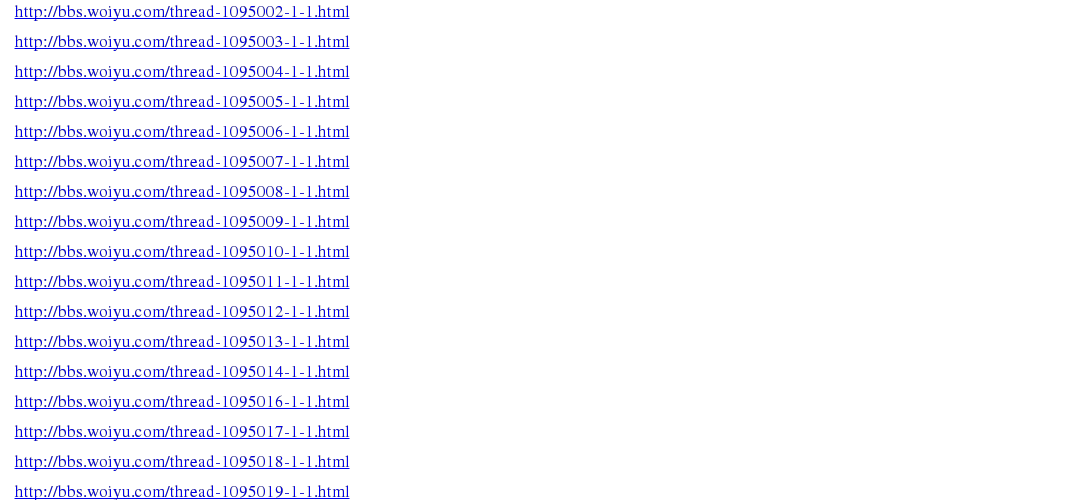 http://bbs.woiyu.com/thread-1095002-1-1.html
http://bbs.woiyu.com/thread-1095003-1-1.html
http://bbs.woiyu.com/thread-1095004-1-1.html
http://bbs.woiyu.com/thread-1095005-1-1.html
http://bbs.woiyu.com/thread-1095006-1-1.html
http://bbs.woiyu.com/thread-1095007-1-1.html
http://bbs.woiyu.com/thread-1095008-1-1.html
http://bbs.woiyu.com/thread-1095009-1-1.html
http://bbs.woiyu.com/thread-1095010-1-1.html
http://bbs.woiyu.com/thread-1095011-1-1.html
http://bbs.woiyu.com/thread-1095012-1-1.html
http://bbs.woiyu.com/thread-1095013-1-1.html
http://bbs.woiyu.com/thread-1095014-1-1.html
http://bbs.woiyu.com/thread-1095016-1-1.html
http://bbs.woiyu.com/thread-1095017-1-1.html
http://bbs.woiyu.com/thread-1095018-1-1.html
http://bbs.woiyu.com/thread-1095019-1-1.html